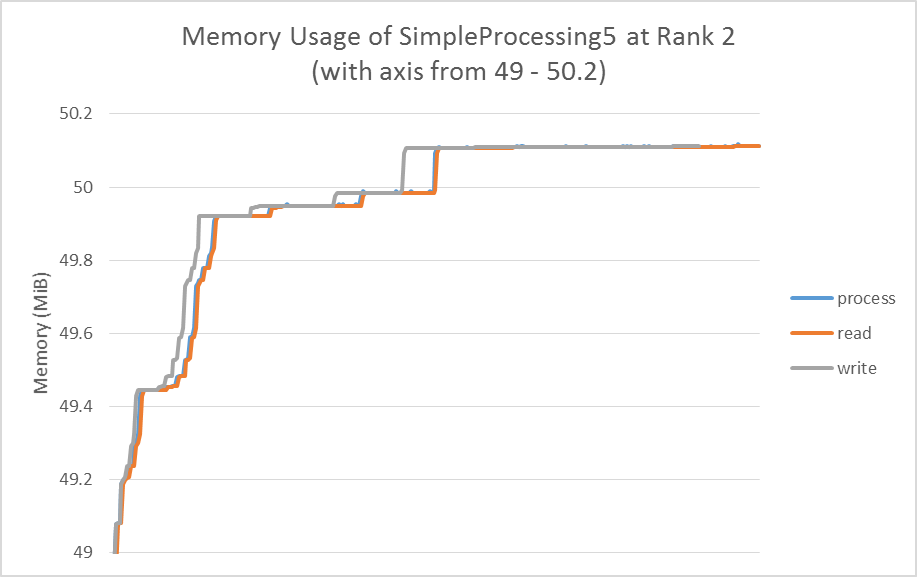 Memory Usage of SimpleProcessing5 at Rank 2
(with axis from 49 - 50.2)
50.2
50
49.8
49.6
49.4
49.2
49
Memory (MiB)
process
read
write